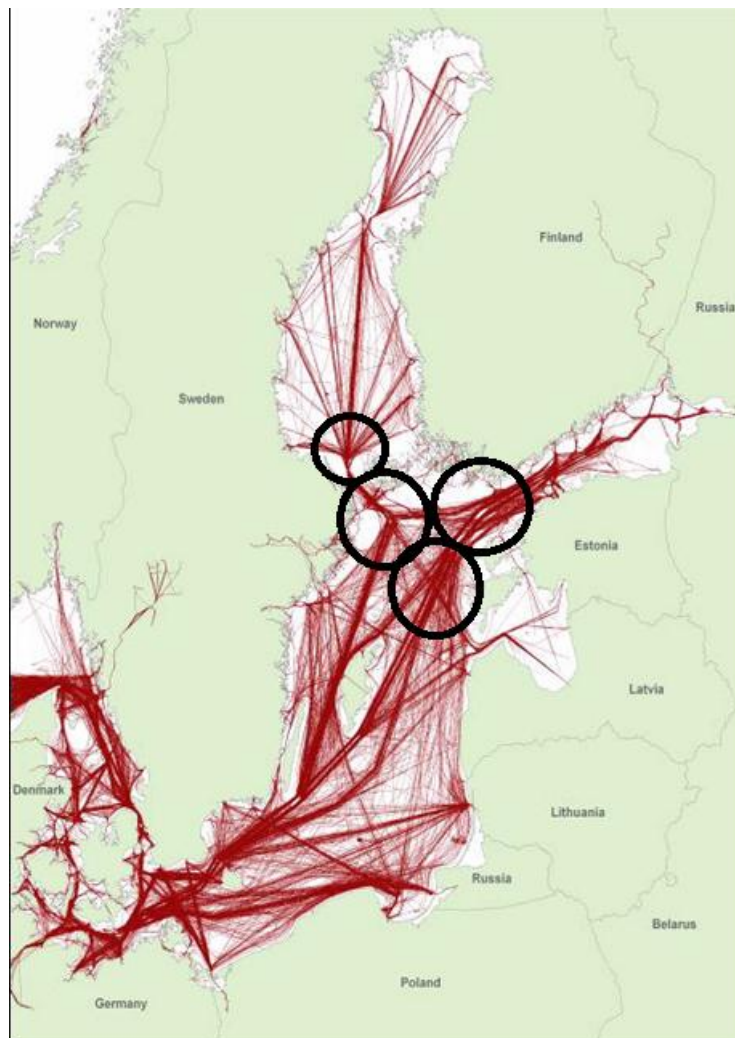 Finland
Russia
Norway
Sweden
Estonia
Latvia
Denmark
Lithuania
Russia
Belarus
Poland
Germany